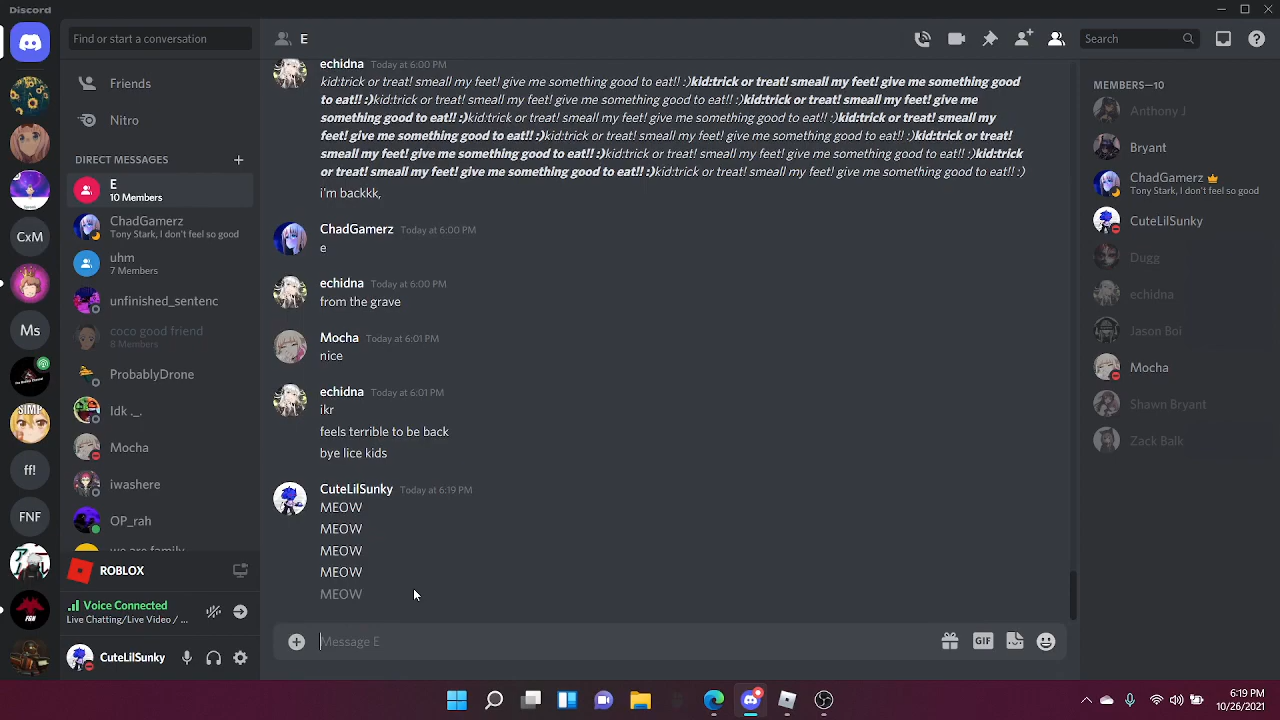 Discord
Find or start a conversation
Friends
Nitro
DIRECT MESSAGES
E
10 Members
ChadGamerz
Tony Stark, I don't feel so good
uhm
7 Members
unfinished_sentenc
coco good friend
8 Members
ProbablyDrone
Idk ._.
Mocha
iwashere
OP_rah
we are family
ROBLOX
Voice Connected
Live Chatting/Live Video / ...
CuteLilSunky
CxM
Ms
SIMP
ff!
FNF
FGN
E
Search
echidna Today at 6:00 PM
kid:trick or treat! smeall my feet! give me something good to eat!! :)kid:trick or treat! smeall my feet! give me something good
to eat!! :)kid:trick or treat! smeall my feet! give me something good to eat!! :)kid:trick or treat! smeall my feet! give me
something good to eat!! :)kid:trick or treat! smeall my feet! give me something good to eat!! :)kid:trick or treat! smeall my
feet! give me something good to eat!! :)kid:trick or treat! smeall my feet! give me something good to eat!! :)kid:trick or treat!
smeall my feet! give me something good to eat!! :)kid:trick or treat! smeall my feet! give me something good to eat!! :)kid:trick
or treat! smeall my feet! give me something good to eat!! :)kid:trick or treat! smeall my feet! give me something good to eat!! :)
i'm backkk,
ChadGamerz Today at 6:00 PM
e
echidna Today at 6:00 PM
from the grave
Mocha Today at 6:01 PM
nice
echidna Today at 6:01 PM
ikr
feels terrible to be back
bye lice kids
CuteLilSunky Today at 6:19 PM
MEOW
MEOW
MEOW
MEOW
MEOW
Message E
GIF
MEMBERS—10
Anthony J
Bryant
ChadGamerz
Tony Stark, I don't feel so good
CuteLilSunky
Dugg
echidna
Jason Boi
Mocha
Shawn Bryant
Zack Balk
6:19 PM
10/26/2021